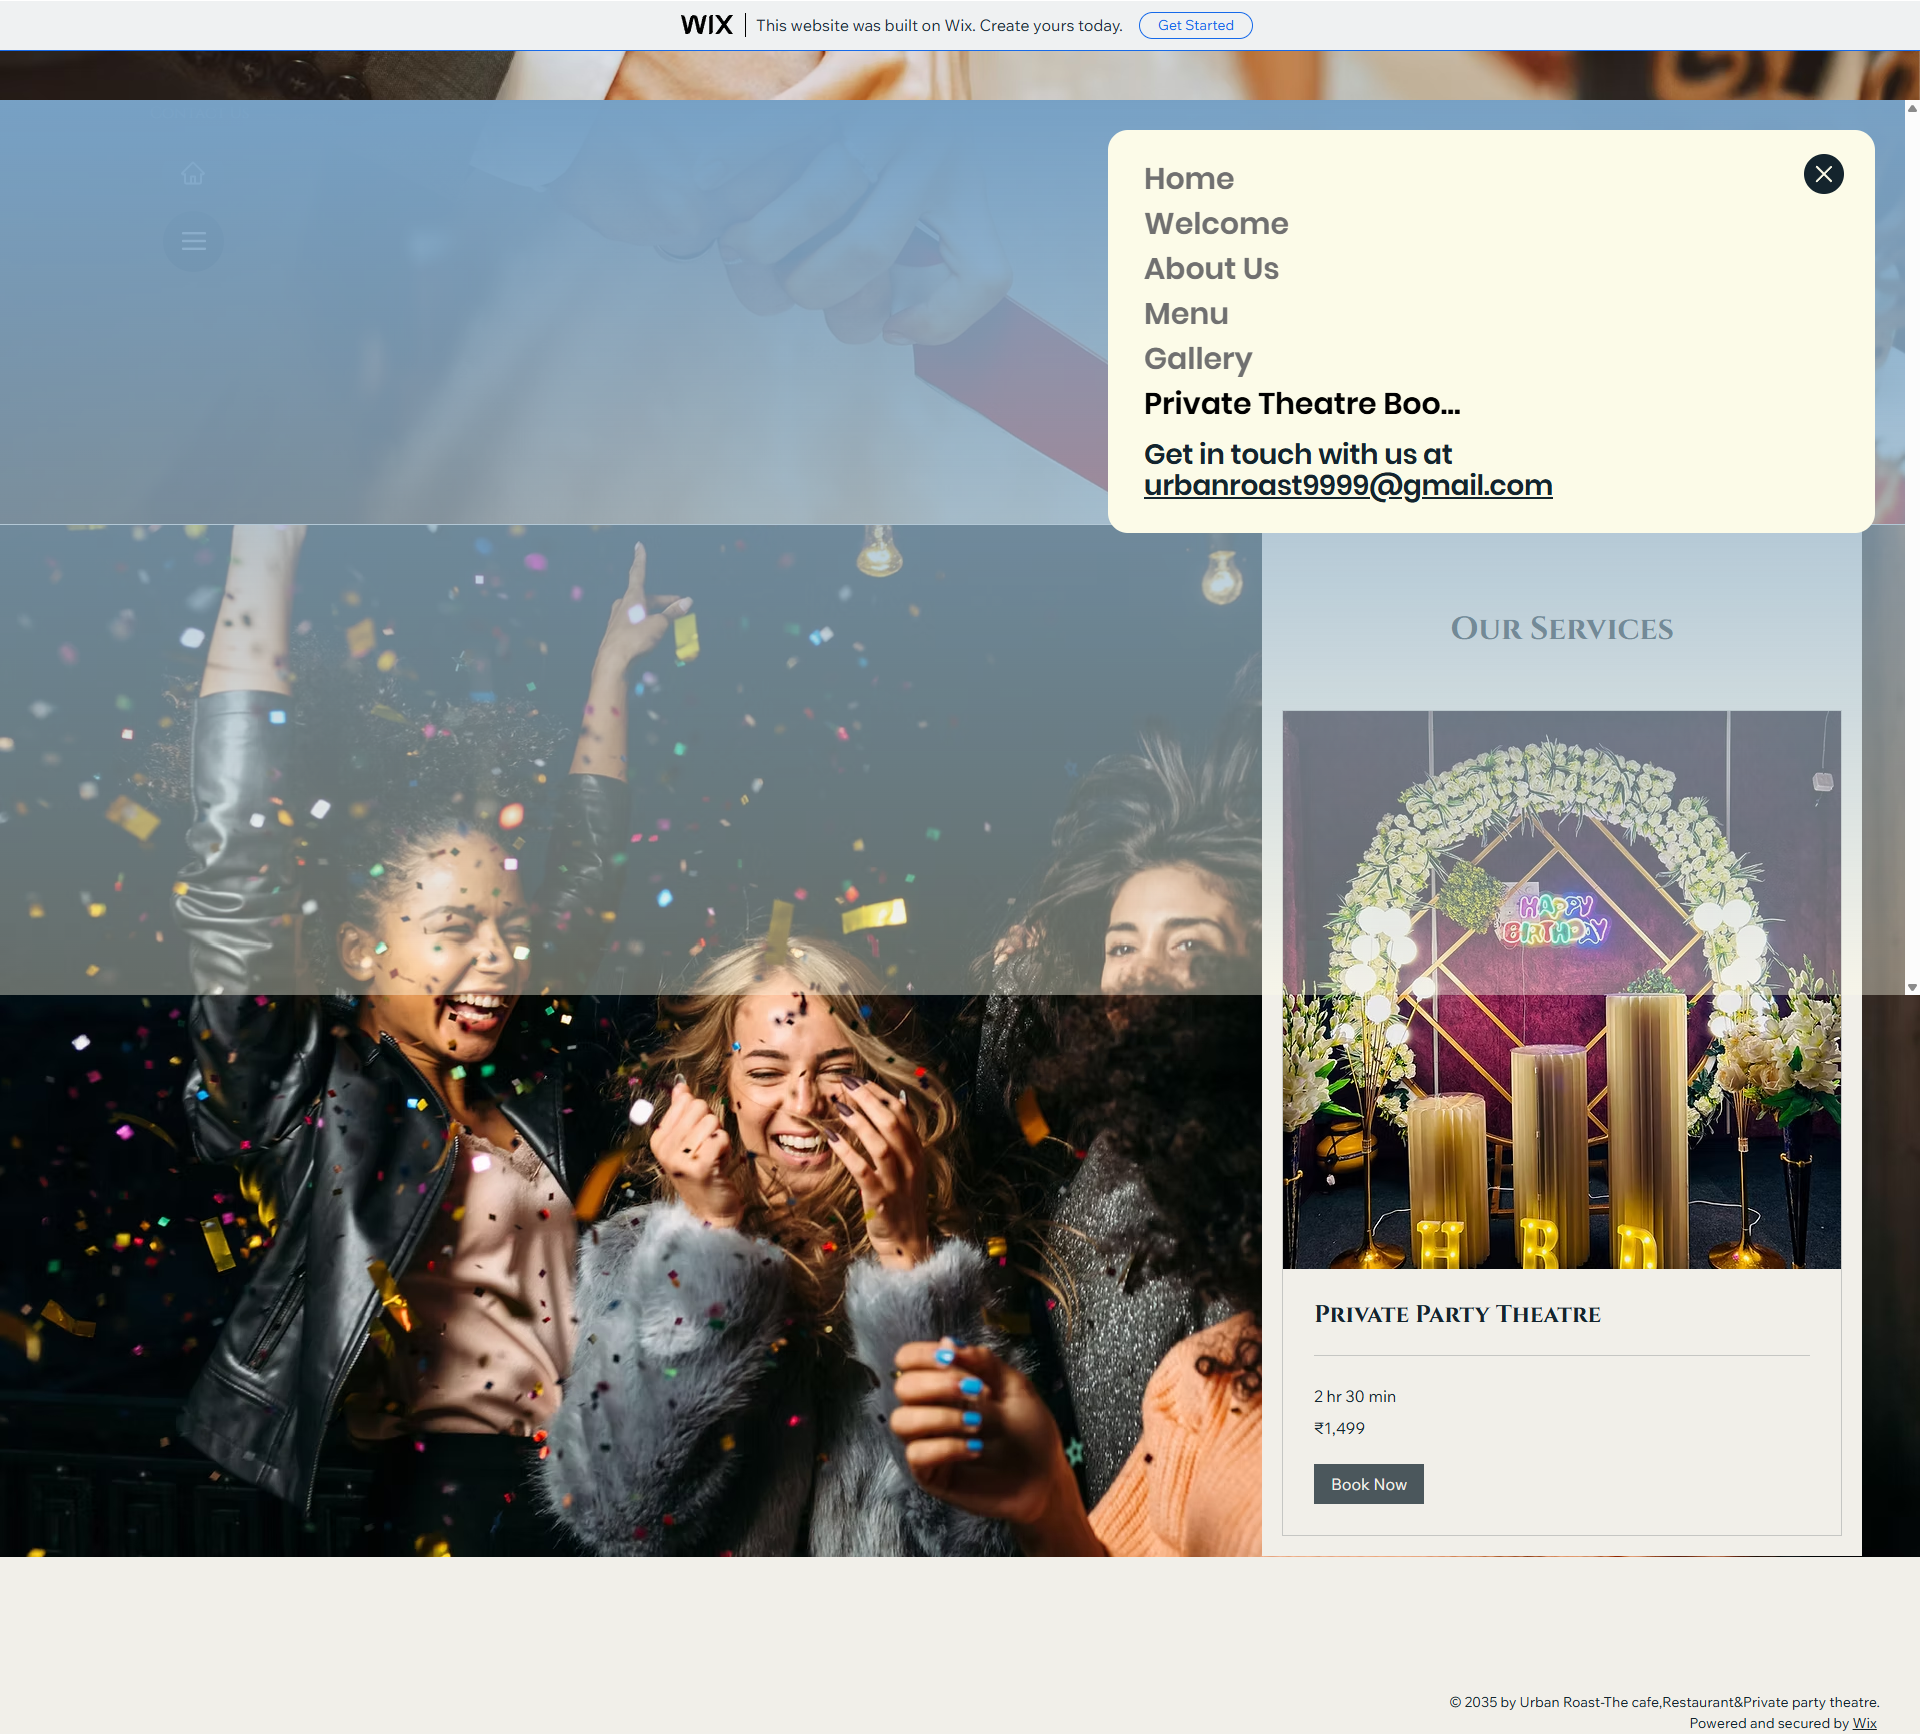 WIX This website was built on Wix. Create yours today. Get Started
Home
Welcome
About Us
Menu
Gallery
Private Theatre Boo...
Get in touch with us at
urbanroast9999@gmail.com
Our Services
HAPPY
BIRTHDAY
H B D
Private Party Theatre
2 hr 30 min
₹1,499
Book Now
© 2035 by Urban Roast-The cafe,Restaurant&Private party theatre.
Powered and secured by Wix